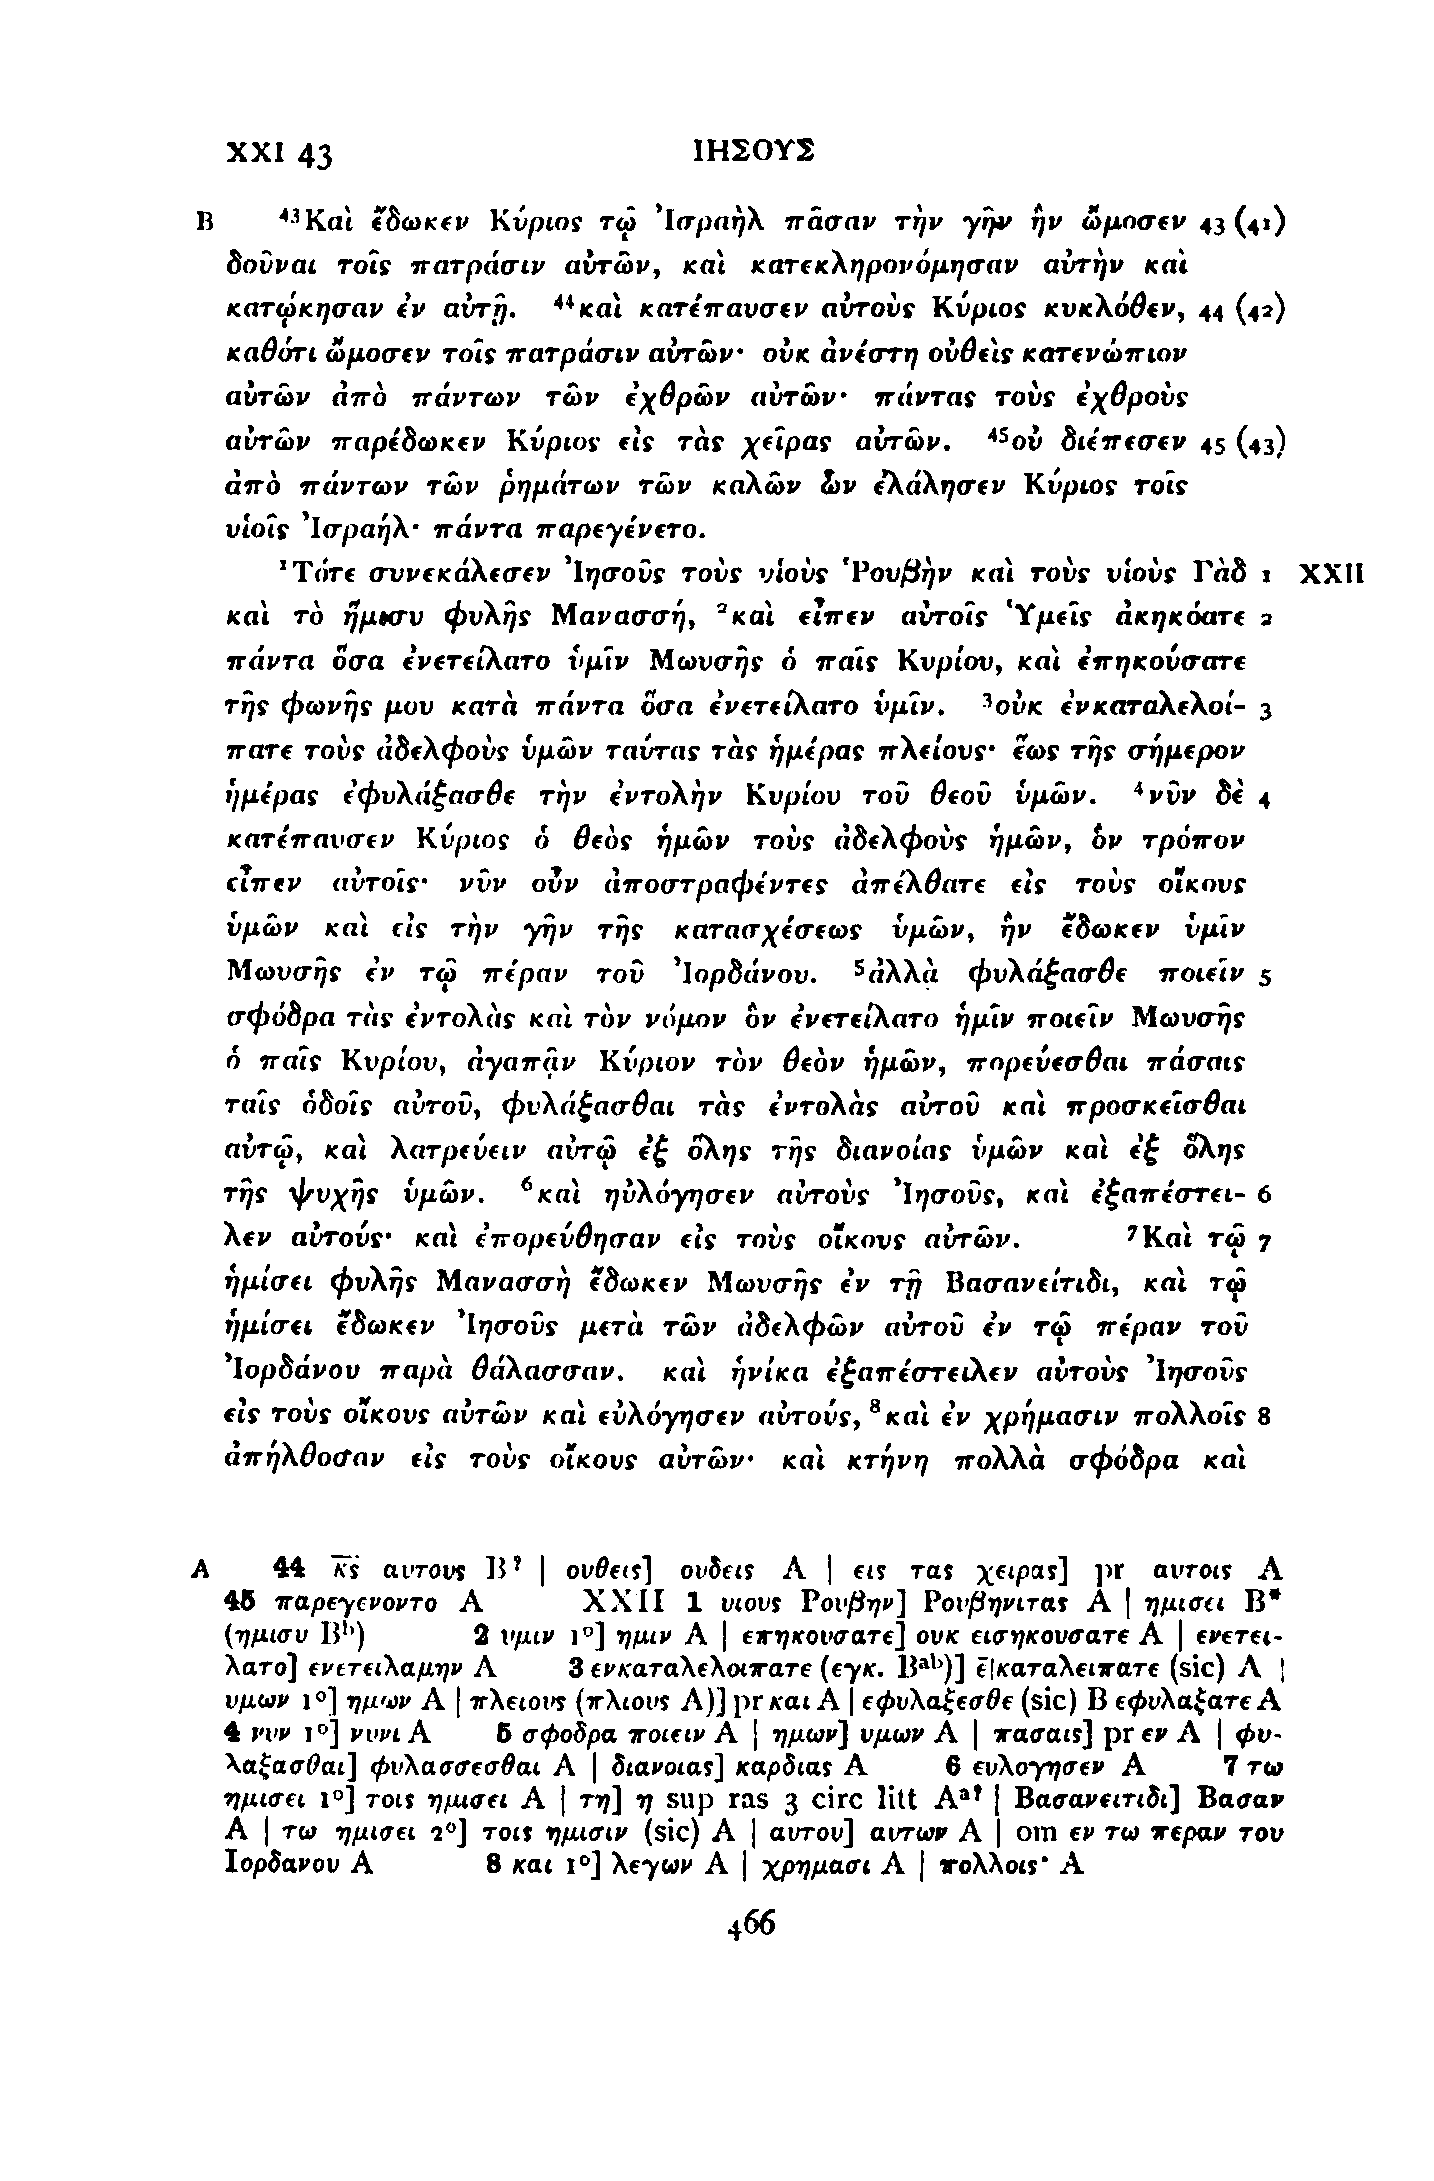 XXI 43 ΙΗΣΟΥΣ
B ⁴³Καὶ ἔδωκεν Κύριος τῷ Ἰσραὴλ πᾶσαν τὴν γῆν ἣν ὤμοσεν 43 (41)
δοῦναι τοῖς πατράσιν αὐτῶν, καὶ κατεκληρονόμησαν αὐτὴν καὶ
κατῴκησαν ἐν αὐτῇ. ⁴⁴καὶ κατέπαυσεν αὐτοὺς Κύριος κυκλόθεν, 44 (42)
καθότι ὤμοσεν τοῖς πατράσιν αὐτῶν· οὐκ ἀνέστη οὐθεὶς κατενώπιον
αὐτῶν ἀπὸ πάντων τῶν ἐχθρῶν αὐτῶν· πάντας τοὺς ἐχθροὺς
αὐτῶν παρέδωκεν Κύριος εἰς τὰς χεῖρας αὐτῶν. ⁴⁵οὐ διέπεσεν 45 (43)
ἀπὸ πάντων τῶν ῥημάτων τῶν καλῶν ὧν ἐλάλησεν Κύριος τοῖς
υἱοῖς Ἰσραήλ· πάντα παρεγένετο.
¹Τότε συνεκάλεσεν Ἰησοῦς τοὺς υἱοὺς Ῥουβὴν καὶ τοὺς υἱοὺς Γὰδ 1 XXII
καὶ τὸ ἥμισυ φυλῆς Μανασσή, ²καὶ εἶπεν αὐτοῖς Ὑμεῖς ἀκηκόατε 2
πάντα ὅσα ἐνετείλατο ὑμῖν Μωυσῆς ὁ παῖς Κυρίου, καὶ ἐπηκούσατε
τῆς φωνῆς μου κατὰ πάντα ὅσα ἐνετείλατο ὑμῖν. ³οὐκ ἐνκαταλελοί- 3
πατε τοὺς ἀδελφοὺς ὑμῶν ταύτας τὰς ἡμέρας πλείους· ἕως τῆς σήμερον
ἡμέρας ἐφυλάξασθε τὴν ἐντολὴν Κυρίου τοῦ θεοῦ ὑμῶν. ⁴νῦν δὲ 4
κατέπαυσεν Κύριος ὁ θεὸς ἡμῶν τοὺς ἀδελφοὺς ἡμῶν, ὃν τρόπον
εἶπεν αὐτοῖς· νῦν οὖν ἀποστραφέντες ἀπέλθατε εἰς τοὺς οἴκους
ὑμῶν καὶ εἰς τὴν γῆν τῆς κατασχέσεως ὑμῶν, ἣν ἔδωκεν ὑμῖν
Μωυσῆς ἐν τῷ πέραν τοῦ Ἰορδάνου. ⁵ἀλλὰ φυλάξασθε ποιεῖν 5
σφόδρα τὰς ἐντολὰς καὶ τὸν νόμον ὃν ἐνετείλατο ἡμῖν ποιεῖν Μωυσῆς
ὁ παῖς Κυρίου, ἀγαπᾷν Κύριον τὸν θεὸν ἡμῶν, πορεύεσθαι πάσαις
ταῖς ὁδοῖς αὐτοῦ, φυλάξασθαι τὰς ἐντολὰς αὐτοῦ καὶ προσκεῖσθαι
αὐτῷ, καὶ λατρεύειν αὐτῷ ἐξ ὅλης τῆς διανοίας ὑμῶν καὶ ἐξ ὅλης
τῆς ψυχῆς ὑμῶν. ⁶καὶ ηὐλόγησεν αὐτοὺς Ἰησοῦς, καὶ ἐξαπέστει- 6
λεν αὐτούς· καὶ ἐπορεύθησαν εἰς τοὺς οἴκους αὐτῶν. ⁷Καὶ τῷ 7
ἡμίσει φυλῆς Μανασσὴ ἔδωκεν Μωυσῆς ἐν τῇ Βασανείτιδι, καὶ τῷ
ἡμίσει ἔδωκεν Ἰησοῦς μετὰ τῶν ἀδελφῶν αὐτοῦ ἐν τῷ πέραν τοῦ
Ἰορδάνου παρὰ θάλασσαν. καὶ ἡνίκα ἐξαπέστειλεν αὐτοὺς Ἰησοῦς
εἰς τοὺς οἴκους αὐτῶν καὶ εὐλόγησεν αὐτούς, ⁸καὶ ἐν χρήμασιν πολλοῖς 8
ἀπήλθοσαν εἰς τοὺς οἴκους αὐτῶν· καὶ κτήνη πολλὰ σφόδρα καὶ
A 44 κ̅ς̅ αυτους B? | ουθεις] ουδεις A | εις τας χειρας] pr αυτοις A
45 παρεγενοντο A XXII 1 υιους Ρουβην] Ρουβηνιτας A | ημισει B*
(ημισυ Bᵇ) 2 υμιν 1º] ημιν A | επηκουσατε] ουκ εισηκουσατε A | ενετει-
λατο] ενετειλαμην A 3 ενκαταλελοιπατε (εγκ. Bᵃᵇ)] ε̅|καταλειπατε (sic) A |
υμων 1º] ημων A | πλειους (πλιους A)] pr και A | εφυλαξεσθε (sic) B εφυλαξατε A
4 νυν 1º] νυνι A 5 σφοδρα ποιειν A | ημων] υμων A | πασαις] pr εν A | φυ-
λαξασθαι] φυλασσεσθαι A | διανοιας] καρδιας A 6 ευλογησεν A 7 τω
ημισει 1º] τοις ημισει A | τη] η sup ras 3 circ litt Aᵃ? | Βασανειτιδι] Βασαν
A | τω ημισει 2º] τοις ημισιν (sic) A | αυτου] αυτων A | om εν τω περαν του
Ιορδανου A 8 και 1º] λεγων A | χρημασι A | πολλοις· A
466